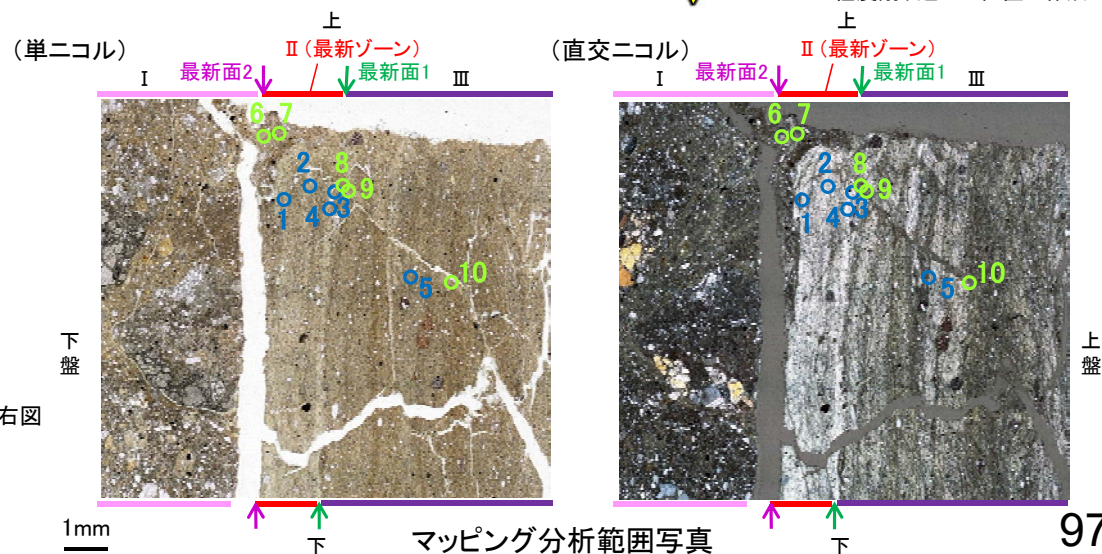 上
(単ニコル)
Ⅱ(最新ゾーン)
Ⅰ
最新面2
最新面1
Ⅲ
6
7
2
8
9
1
4
3
5
10
下
盤
右図
1mm
下
上
(直交ニコル)
Ⅱ(最新ゾーン)
Ⅰ
最新面2
最新面1
Ⅲ
6
7
2
8
9
1
4
3
5
10
上
盤
下
マッピング分析範囲写真
97